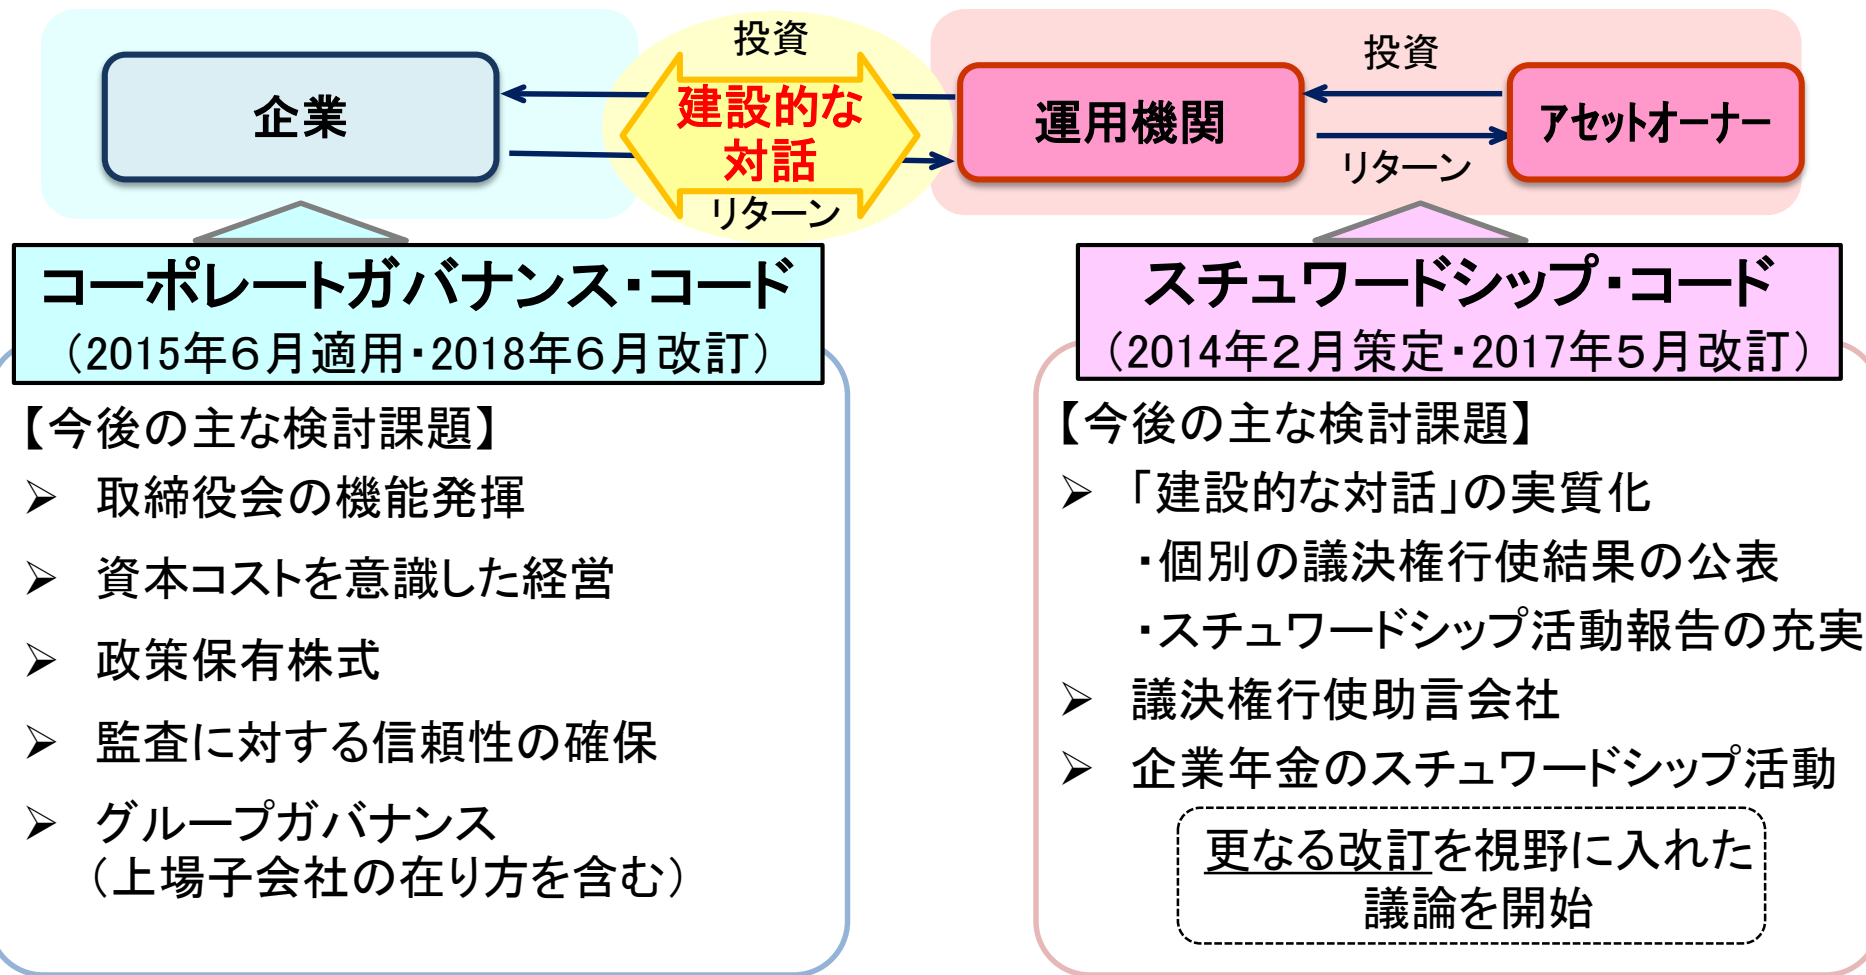 投資
投資
企業
建設的な
対話
運用機関
アセットオーナー
リターン
リターン
コーポレートガバナンス・コード
（2015年６月適用・2018年６月改訂）
【今後の主な検討課題】
➢ 取締役会の機能発揮
➢ 資本コストを意識した経営
➢ 政策保有株式
➢ 監査に対する信頼性の確保
➢ グループガバナンス
（上場子会社の在り方を含む）
スチュワードシップ・コード
（2014年２月策定・2017年５月改訂）
【今後の主な検討課題】
➢ 「建設的な対話」の実質化
・個別の議決権行使結果の公表
・スチュワードシップ活動報告の充実
➢ 議決権行使助言会社
➢ 企業年金のスチュワードシップ活動
更なる改訂を視野に入れた
議論を開始